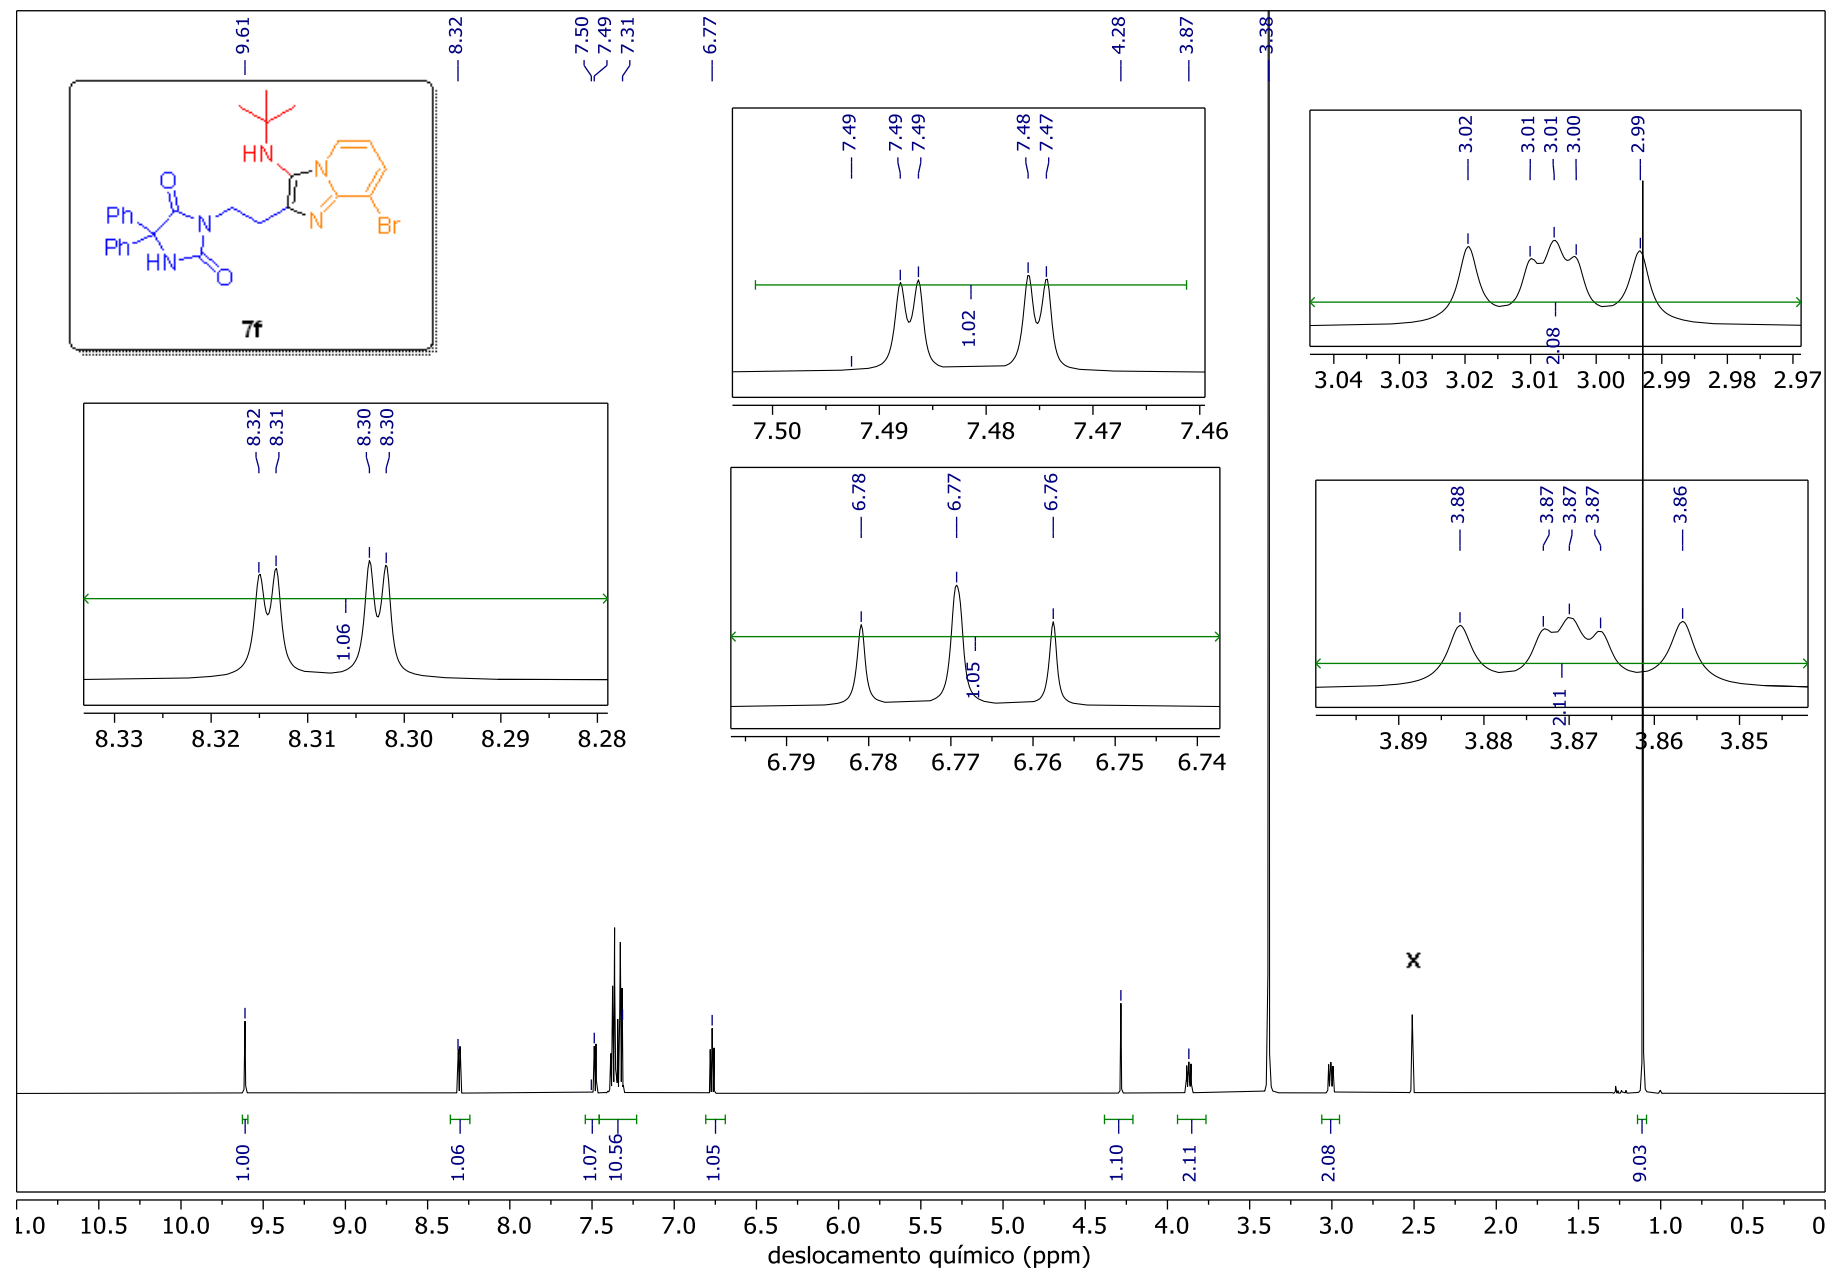 9.61 8.32 7.50 7.49 7.31 6.77 4.28 3.87 3.38
HN
N
N
Br
O
Ph
Ph
N
HN
O
7f
7.49 7.49 7.49 7.48 7.47
1.02
7.50 7.49 7.48 7.47 7.46
3.02 3.01 3.01 3.00 2.99
2.08
3.04 3.03 3.02 3.01 3.00 2.99 2.98 2.97
8.32 8.31 8.30 8.30
1.06
8.33 8.32 8.31 8.30 8.29 8.28
6.78 6.77 6.76
1.05
6.79 6.78 6.77 6.76 6.75 6.74
3.88 3.87 3.87 3.87 3.86
2.11
3.89 3.88 3.87 3.86 3.85
x
1.00 1.06 1.07 10.56 1.05 1.10 2.11 2.08 9.03
1.0 10.5 10.0 9.5 9.0 8.5 8.0 7.5 7.0 6.5 6.0 5.5 5.0 4.5 4.0 3.5 3.0 2.5 2.0 1.5 1.0 0.5 0
deslocamento químico (ppm)